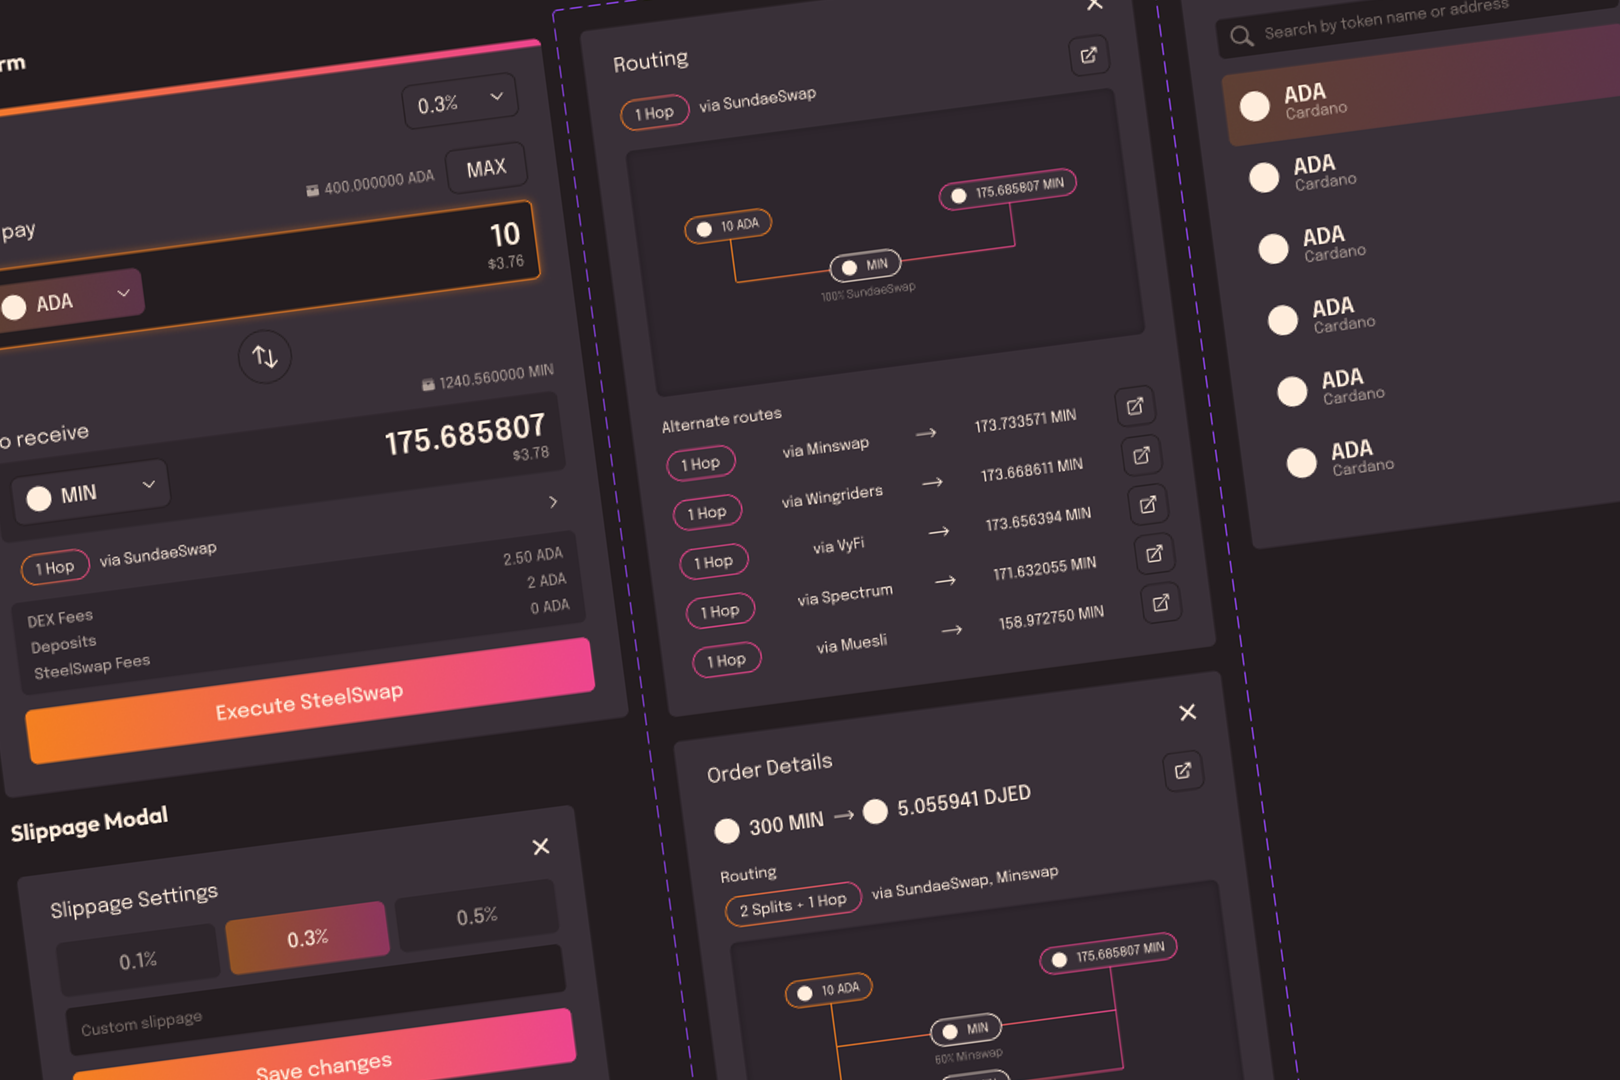 rm
0.3%
400.000000 ADA
MAX
pay
10
$3.76
ADA
1240.560000 MIN
o receive
175.685807
$3.78
MIN
1 Hop via SundaeSwap
DEX Fees 2.50 ADA
Deposits 2 ADA
SteelSwap Fees 0 ADA
Execute SteelSwap
Slippage Modal
Slippage Settings
0.1% 0.3% 0.5%
Custom slippage
Save changes
Routing
1 Hop via SundaeSwap
10 ADA
175.685807 MIN
MIN
100% SundaeSwap
Alternate routes
1 Hop via Minswap → 173.733571 MIN
1 Hop via Wingriders → 173.668611 MIN
1 Hop via VyFi → 173.656394 MIN
1 Hop via Spectrum → 171.632055 MIN
1 Hop via Muesli → 158.972750 MIN
Order Details
300 MIN → 5.055941 DJED
Routing
2 Splits + 1 Hop via SundaeSwap, Minswap
10 ADA
175.685807 MIN
MIN
60% Minswap
Search by token name or address
ADA
Cardano
ADA
Cardano
ADA
Cardano
ADA
Cardano
ADA
Cardano
ADA
Cardano